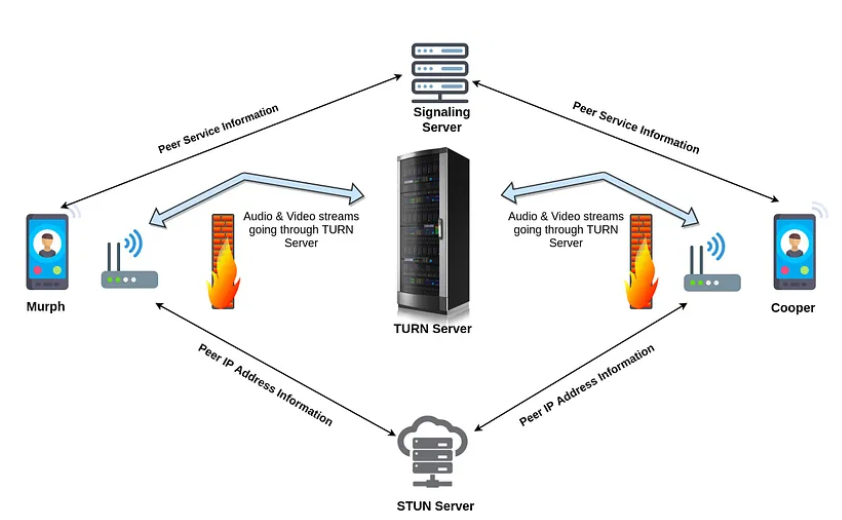 Signaling
Server
Peer Service Information
Peer Service Information
Audio & Video streams
going through TURN
Server
Audio & Video streams
going through TURN
Server
Murph
Cooper
TURN Server
Peer IP Address Information
Peer IP Address Information
STUN Server